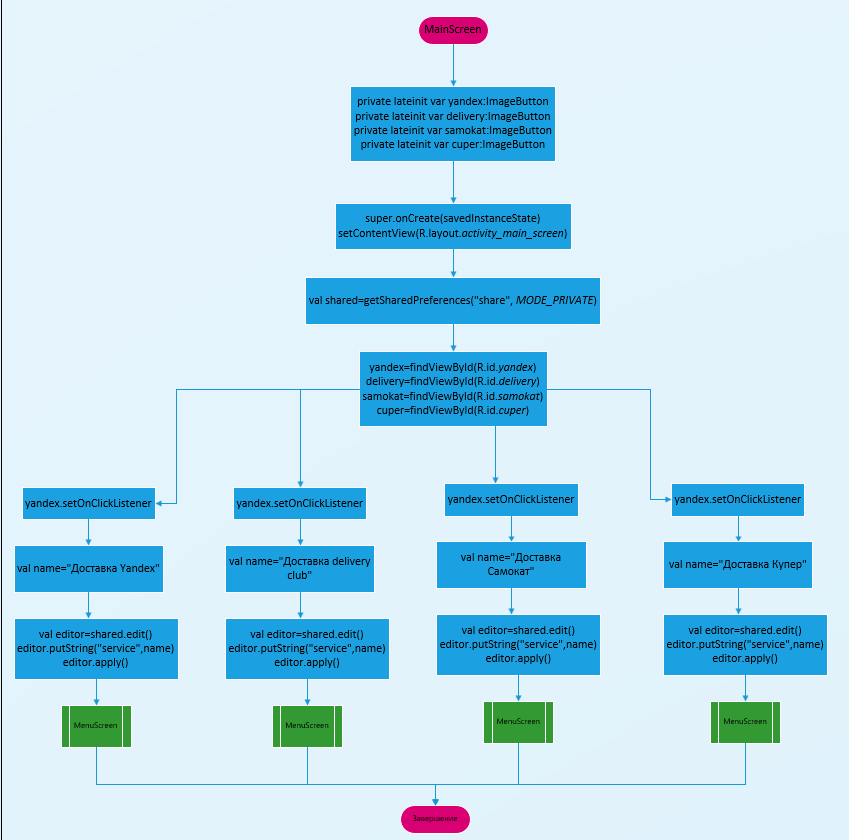 MainScreen
private lateinit var yandex:ImageButton
private lateinit var delivery:ImageButton
private lateinit var samokat:ImageButton
private lateinit var cuper:ImageButton
super.onCreate(savedInstanceState)
setContentView(R.layout.activity_main_screen)
val shared=getSharedPreferences("share", MODE_PRIVATE)
yandex=findViewById(R.id.yandex)
delivery=findViewById(R.id.delivery)
samokat=findViewById(R.id.samokat)
cuper=findViewById(R.id.cuper)
yandex.setOnClickListener
val name="Доставка Yandex"
val editor=shared.edit()
editor.putString("service",name)
editor.apply()
MenuScreen
yandex.setOnClickListener
val name="Доставка delivery
club"
val editor=shared.edit()
editor.putString("service",name)
editor.apply()
MenuScreen
yandex.setOnClickListener
val name="Доставка
Самокат"
val editor=shared.edit()
editor.putString("service",name)
editor.apply()
MenuScreen
yandex.setOnClickListener
val name="Доставка Купер"
val editor=shared.edit()
editor.putString("service",name)
editor.apply()
MenuScreen
Завершение